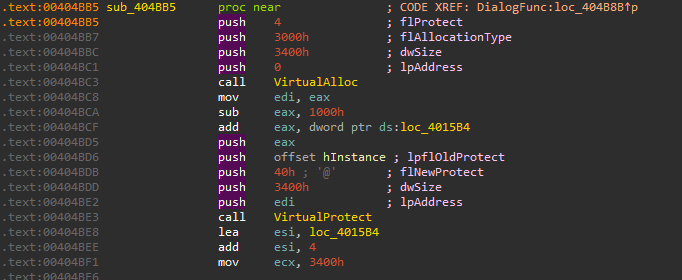 .text:00404BB5 sub_404BB5 proc near ; CODE XREF: DialogFunc:loc_404B8B↑p
.text:00404BB5 push 4 ; flProtect
.text:00404BB7 push 3000h ; flAllocationType
.text:00404BBC push 3400h ; dwSize
.text:00404BC1 push 0 ; lpAddress
.text:00404BC3 call VirtualAlloc
.text:00404BC8 mov edi, eax
.text:00404BCA sub eax, 1000h
.text:00404BCF add eax, dword ptr ds:loc_4015B4
.text:00404BD5 push eax
.text:00404BD6 push offset hInstance ; lpflOldProtect
.text:00404BDB push 40h ; '@' ; flNewProtect
.text:00404BDD push 3400h ; dwSize
.text:00404BE2 push edi ; lpAddress
.text:00404BE3 call VirtualProtect
.text:00404BE8 lea esi, loc_4015B4
.text:00404BEE add esi, 4
.text:00404BF1 mov ecx, 3400h
.text:00404BF6